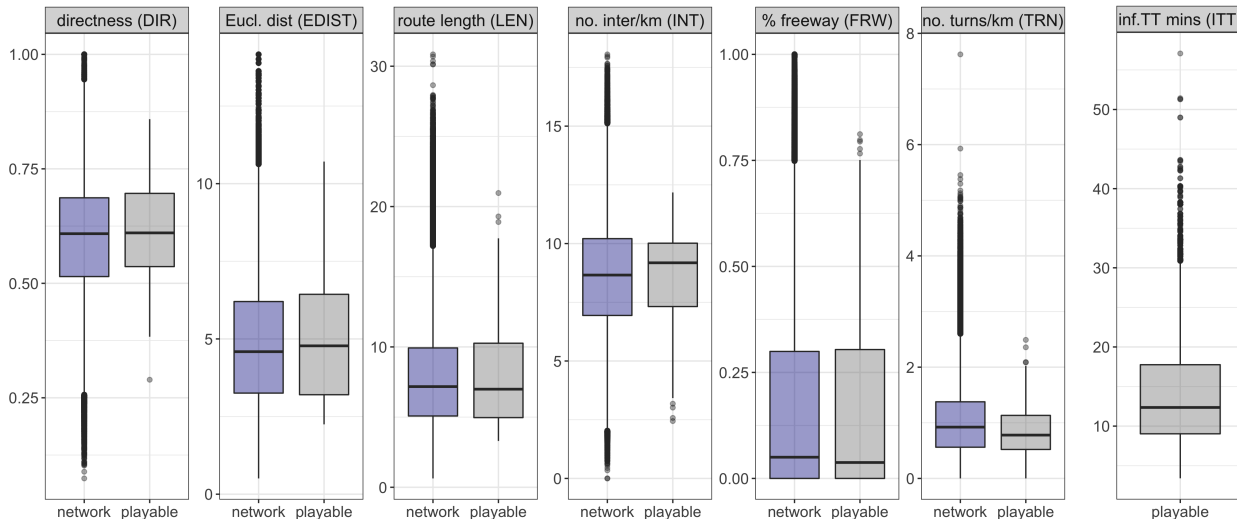 directness (DIR)
1.00
0.75
0.50
0.25
network playable
Eucl. dist (EDIST)
10
5
0
network playable
route length (LEN)
30
20
10
0
network playable
no. inter/km (INT)
15
10
5
0
network playable
% freeway (FRW)
1.00
0.75
0.50
0.25
0.00
network playable
no. turns/km (TRN)
8
6
4
2
0
network playable
inf.TT mins (ITT
50
40
30
20
10
playable